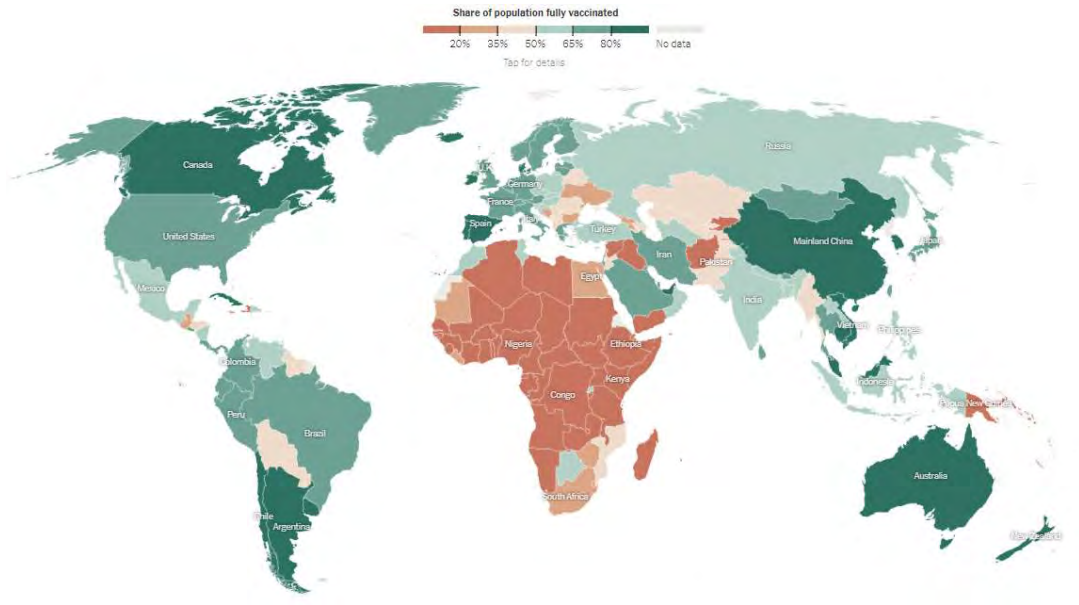 Share of population fully vaccinated
20% 35% 50% 65% 80% No data
Tap for details
Canada
Russia
U.K.
Germany
France
Italy
Spain
Turkey
United States
Mainland China
Japan
Iran
Pakistan
Egypt
Mexico
India
Vietnam
Philippines
Nigeria
Ethiopia
Colombia
Kenya
Indonesia
Congo
Papua New Guinea
Peru
Brazil
Australia
South Africa
Chile
Argentina
New Zealand